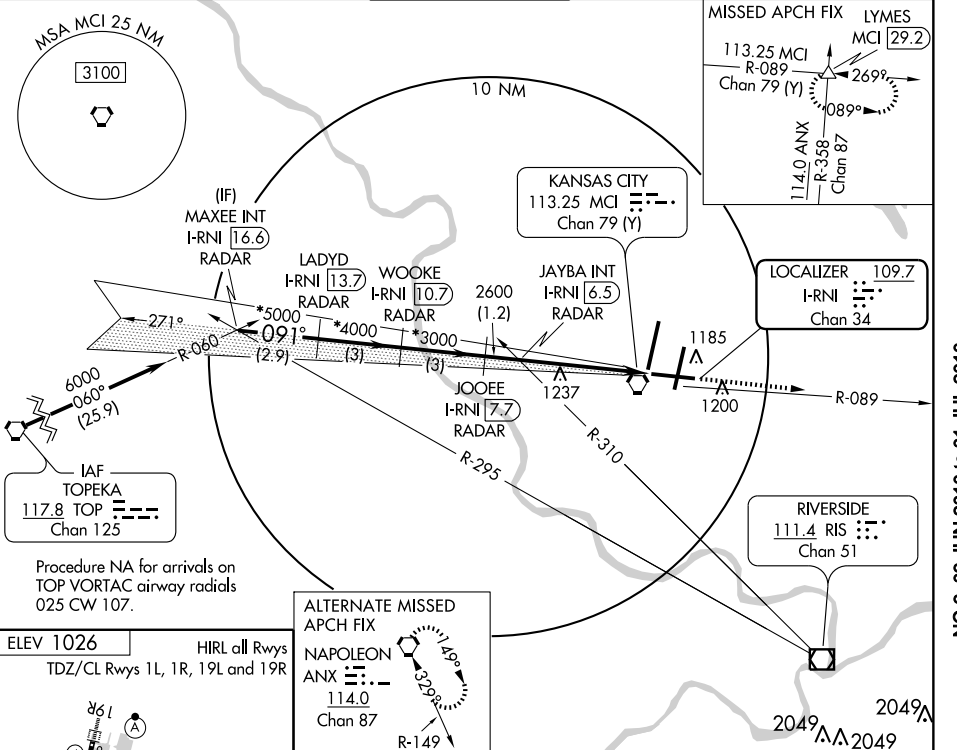 MSA MCI 25 NM
3100
10 NM
MISSED APCH FIX
LYMES
MCI 29.2
113.25 MCI
R-089
Chan 79 (Y)
269°
089°
114.0 ANX
R-358
Chan 87
KANSAS CITY
113.25 MCI
Chan 79 (Y)
(IF)
MAXEE INT
I-RNI 16.6
RADAR
LADYD
I-RNI 13.7
RADAR
WOOKE
I-RNI 10.7
RADAR
2600
(1.2)
JAYBA INT
I-RNI 6.5
RADAR
LOCALIZER 109.7
I-RNI
Chan 34
271°
R-060
*5000
091°
(2.9)
*4000
(3)
*3000
(3)
1185
1237
1200
R-089
JOOEE
I-RNI 7.7
RADAR
6000
060°
(25.9)
R-310
R-295
IAF
TOPEKA
117.8 TOP
Chan 125
RIVERSIDE
111.4 RIS
Chan 51
Procedure NA for arrivals on
TOP VORTAC airway radials
025 CW 107.
ALTERNATE MISSED
APCH FIX
NAPOLEON
ANX
114.0
Chan 87
149°
329°
R-149
ELEV 1026
HIRL all Rwys
TDZ/CL Rwys 1L, 1R, 19L and 19R
19R
A
2049
2049
2049